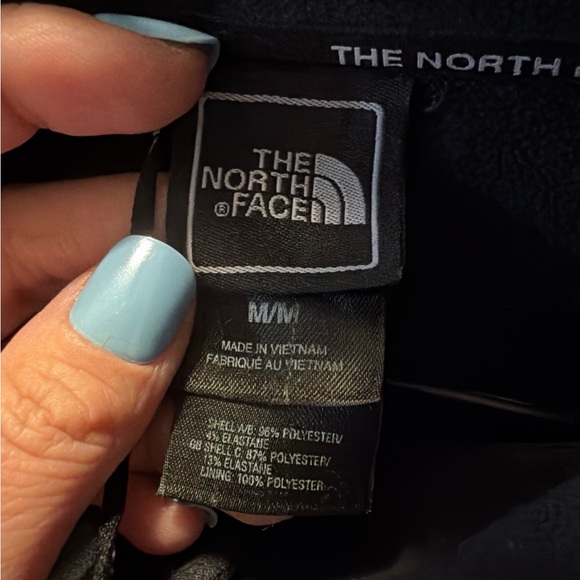 THE NORTH
THE
NORTH
® FACE
M/M
MADE IN VIETNAM
FABRIQUÉ AU VIETNAM
SHELL A/B: 96% POLYESTER/
4% ELASTANE
SHELL C: 87% POLYESTER/
13% ELASTANE
LINING: 100% POLYESTER